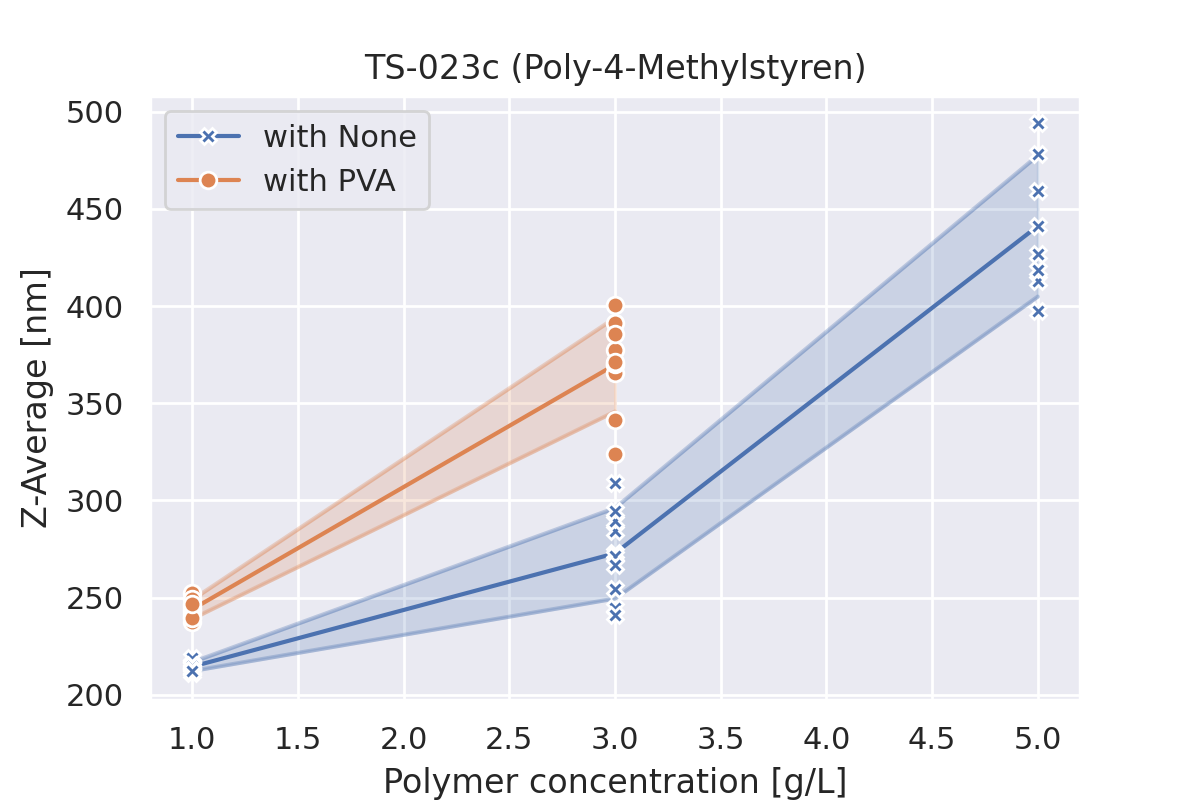 TS-023c (Poly-4-Methylstyren)
with None
with PVA
500
450
400
350
300
250
200
Z-Average [nm]
1.0 1.5 2.0 2.5 3.0 3.5 4.0 4.5 5.0
Polymer concentration [g/L]